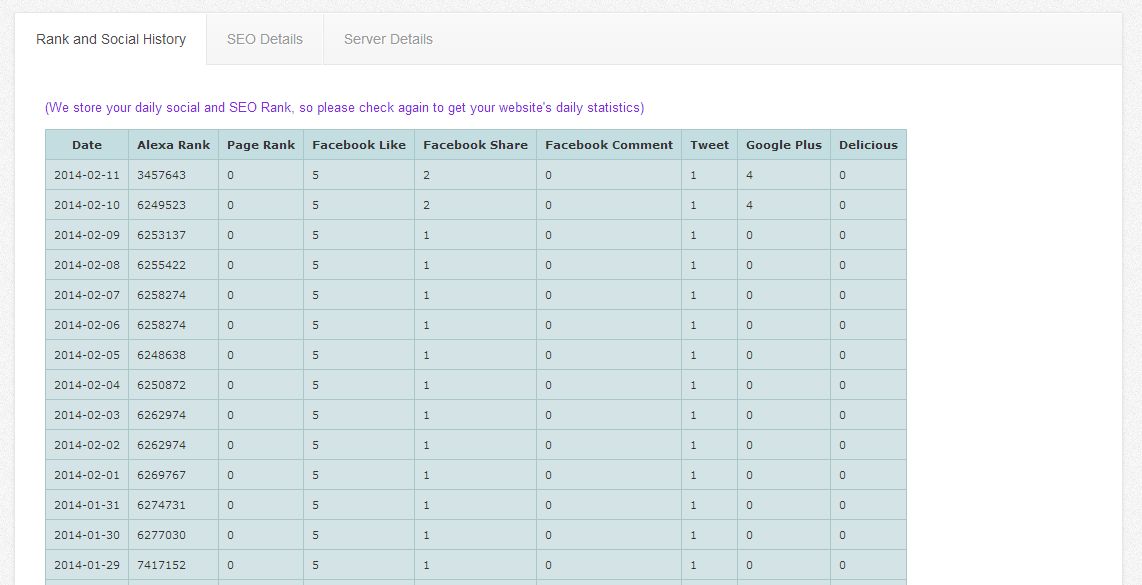 Rank and Social History SEO Details Server Details
(We store your daily social and SEO Rank, so please check again to get your website's daily statistics)
Date Alexa Rank Page Rank Facebook Like Facebook Share Facebook Comment Tweet Google Plus Delicious
2014-02-11 3457643 0 5 2 0 1 4 0
2014-02-10 6249523 0 5 2 0 1 4 0
2014-02-09 6253137 0 5 1 0 1 0 0
2014-02-08 6255422 0 5 1 0 1 0 0
2014-02-07 6258274 0 5 1 0 1 0 0
2014-02-06 6258274 0 5 1 0 1 0 0
2014-02-05 6248638 0 5 1 0 1 0 0
2014-02-04 6250872 0 5 1 0 1 0 0
2014-02-03 6262974 0 5 1 0 1 0 0
2014-02-02 6262974 0 5 1 0 1 0 0
2014-02-01 6269767 0 5 1 0 1 0 0
2014-01-31 6274731 0 5 1 0 1 0 0
2014-01-30 6277030 0 5 1 0 1 0 0
2014-01-29 7417152 0 5 1 0 1 0 0